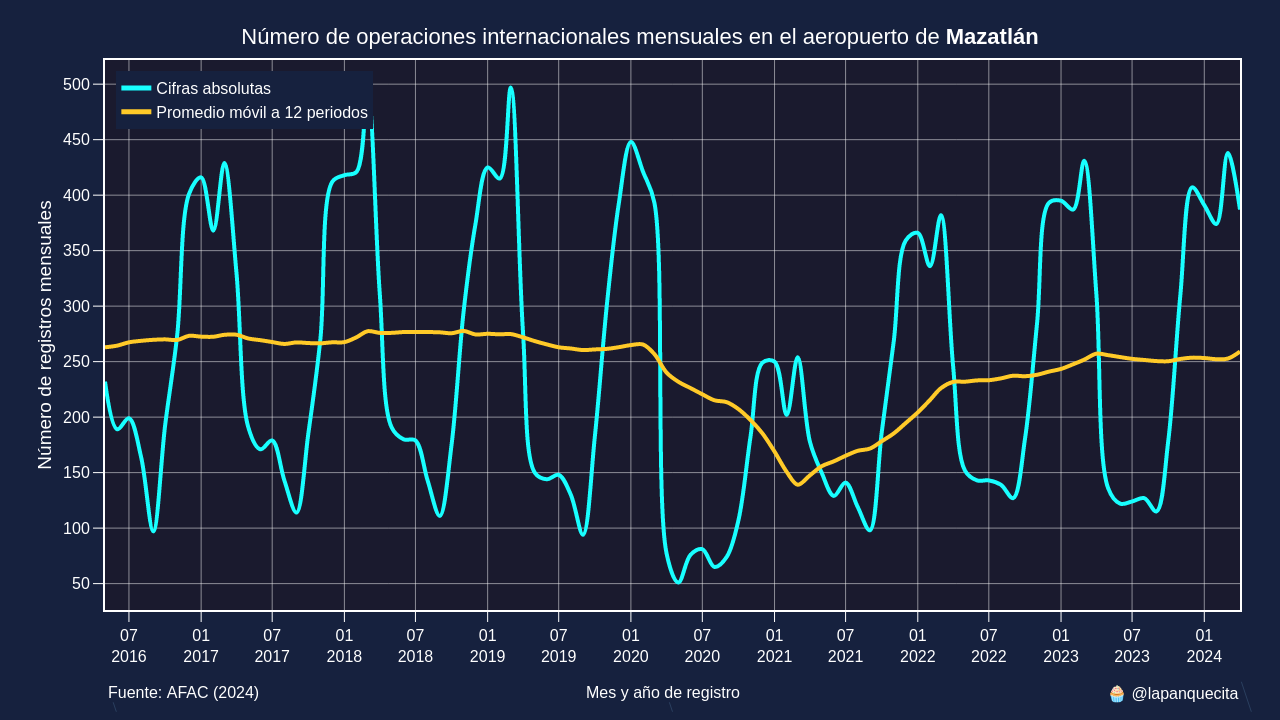 Número de operaciones internacionales mensuales en el aeropuerto de Mazatlán
Cifras absolutas
Promedio móvil a 12 periodos
Número de registros mensuales
500
450
400
350
300
250
200
150
100
50
07 01 07 01 07 01 07 01 07 01 07 01 07 01 07 01
2016 2017 2017 2018 2018 2019 2019 2020 2020 2021 2021 2022 2022 2023 2023 2024
Fuente: AFAC (2024)
Mes y año de registro
🧁 @lapanquecita